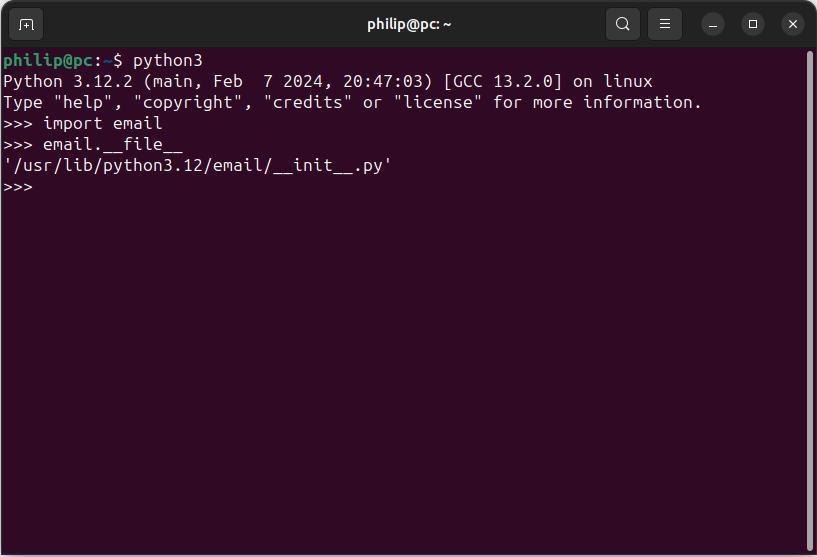 philip@pc: ~
philip@pc:~$ python3
Python 3.12.2 (main, Feb  7 2024, 20:47:03) [GCC 13.2.0] on linux
Type "help", "copyright", "credits" or "license" for more information.
>>> import email
>>> email.__file__
'/usr/lib/python3.12/email/__init__.py'
>>>